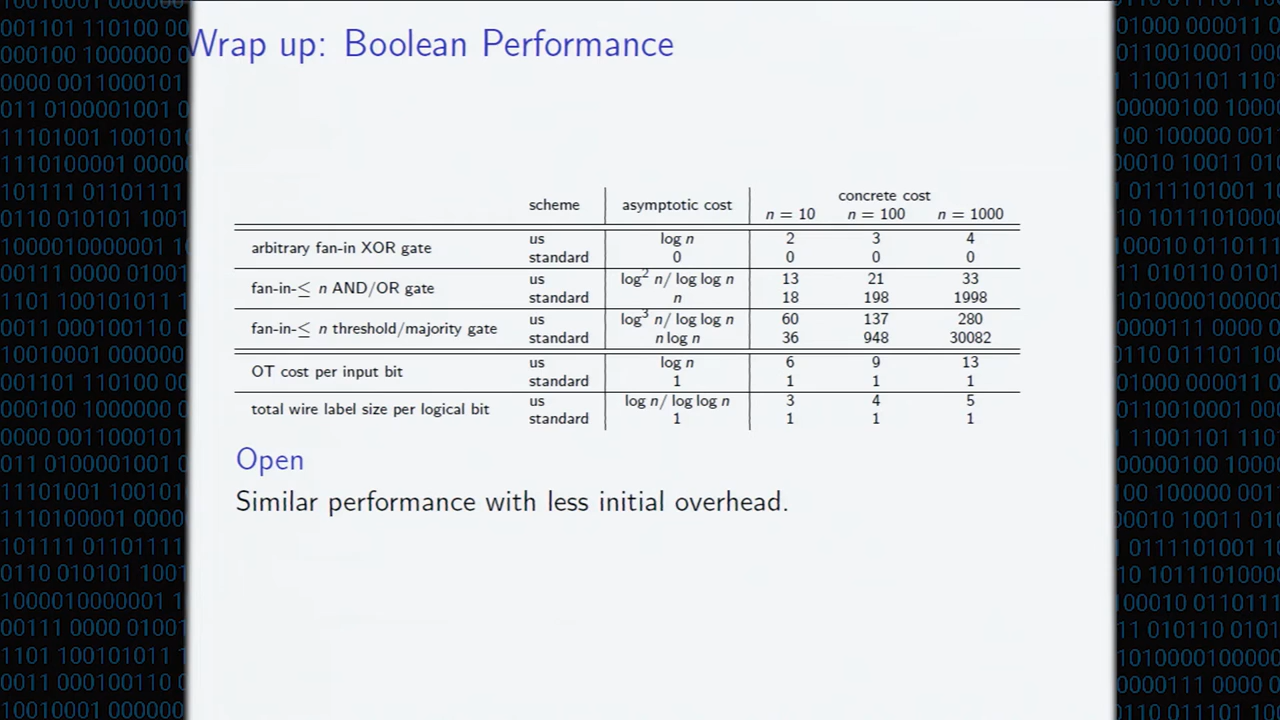 Wrap up: Boolean Performance
scheme asymptotic cost concrete cost
n = 10 n = 100 n = 1000
arbitrary fan-in XOR gate us log n 2 3 4
standard 0 0 0 0
fan-in-≤ n AND/OR gate us log² n/ log log n 13 21 33
standard n 18 198 1998
fan-in-≤ n threshold/majority gate us log³ n/ log log n 60 137 280
standard n log n 36 948 30082
OT cost per input bit us log n 6 9 13
standard 1 1 1 1
total wire label size per logical bit us log n/ log log n 3 4 5
standard 1 1 1 1
Open
Similar performance with less initial overhead.